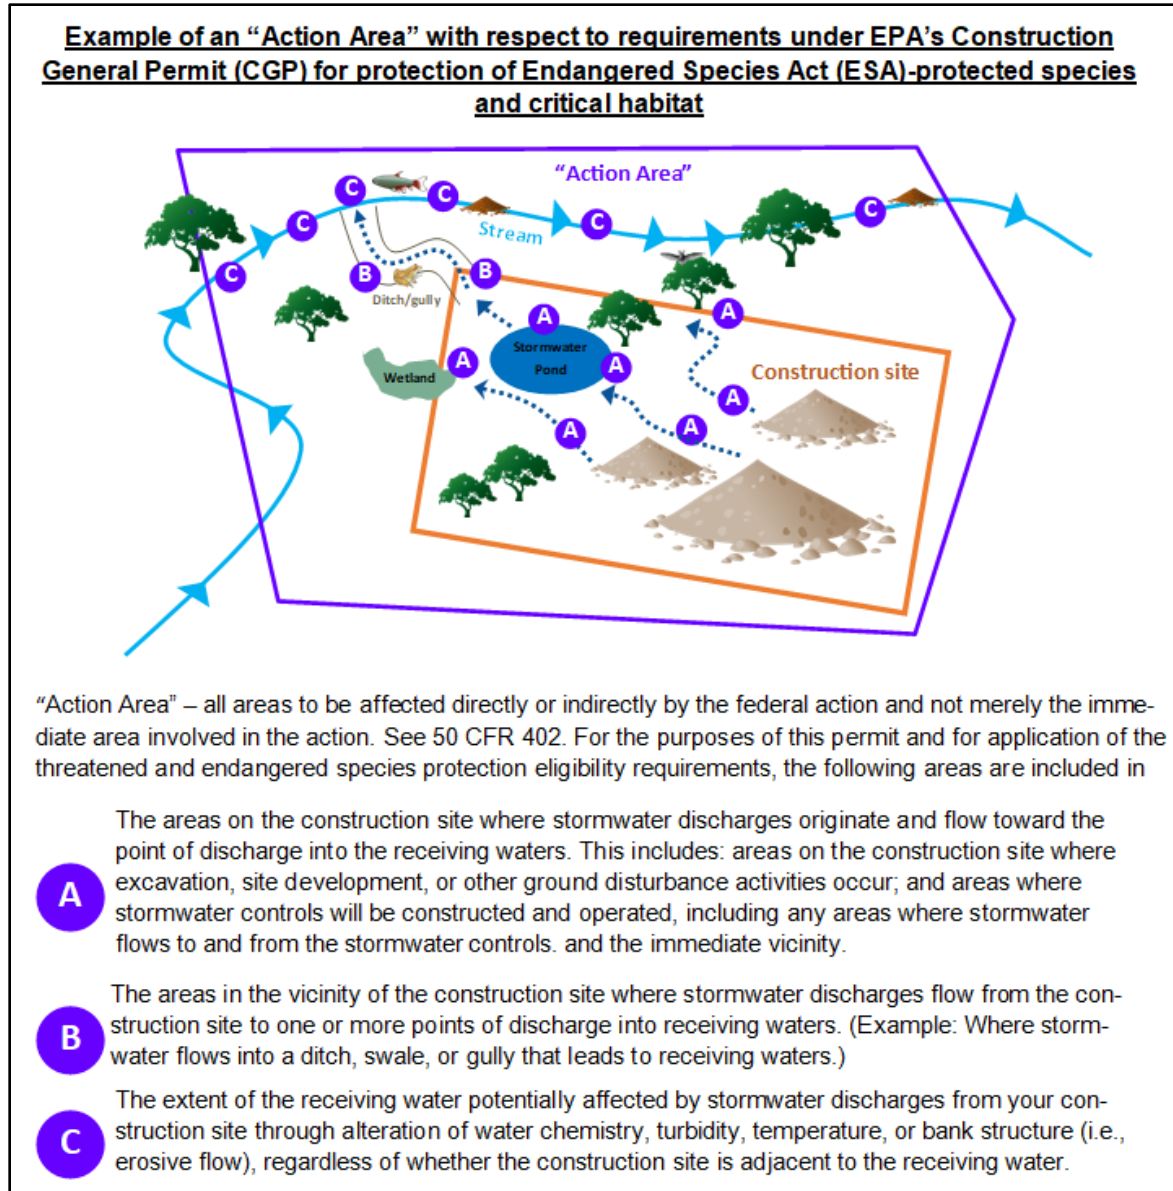 Example of an “Action Area” with respect to requirements under EPA’s Construction
General Permit (CGP) for protection of Endangered Species Act (ESA)-protected species
and critical habitat
“Action Area”
C
C
C
C
C
C
Stream
B
B
Ditch/gully
A
A
A
Stormwater
Pond
A
Wetland
Construction site
A
A
A
“Action Area” – all areas to be affected directly or indirectly by the federal action and not merely the imme-
diate area involved in the action. See 50 CFR 402. For the purposes of this permit and for application of the
threatened and endangered species protection eligibility requirements, the following areas are included in
A
The areas on the construction site where stormwater discharges originate and flow toward the
point of discharge into the receiving waters. This includes: areas on the construction site where
excavation, site development, or other ground disturbance activities occur; and areas where
stormwater controls will be constructed and operated, including any areas where stormwater
flows to and from the stormwater controls. and the immediate vicinity.
B
The areas in the vicinity of the construction site where stormwater discharges flow from the con-
struction site to one or more points of discharge into receiving waters. (Example: Where storm-
water flows into a ditch, swale, or gully that leads to receiving waters.)
C
The extent of the receiving water potentially affected by stormwater discharges from your con-
struction site through alteration of water chemistry, turbidity, temperature, or bank structure (i.e.,
erosive flow), regardless of whether the construction site is adjacent to the receiving water.